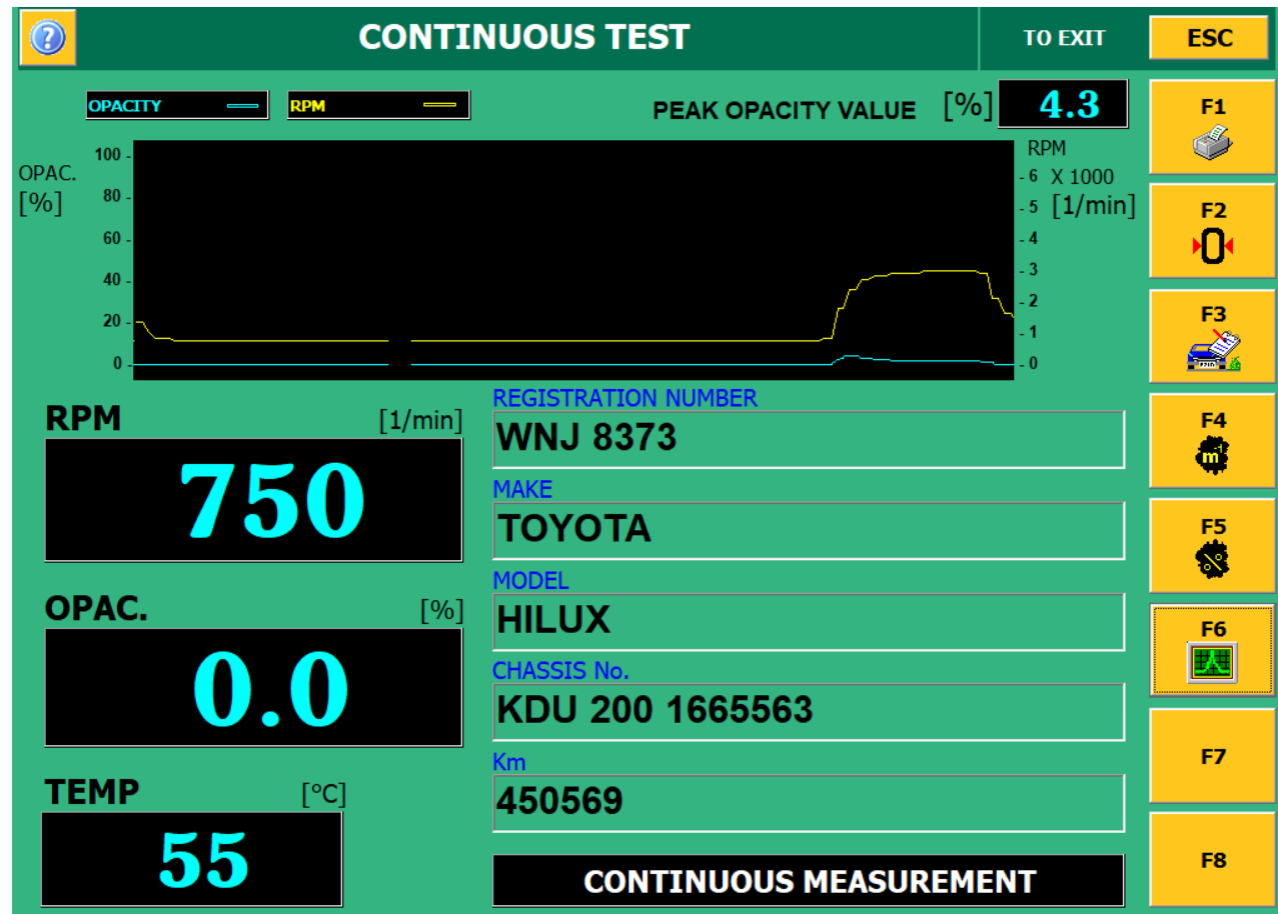 CONTINUOUS TEST TO EXIT ESC
OPACITY RPM PEAK OPACITY VALUE [%] 4.3
F1
OPAC.
[%]
100
80
60
40
20
0
RPM
6 X 1000
5 [1/min]
4
3
2
1
0
F2
0
F3
RPM [1/min]
750
REGISTRATION NUMBER
WNJ 8373
F4
m
MAKE
TOYOTA
F5
%
OPAC. [%]
0.0
MODEL
HILUX
F6
CHASSIS No.
KDU 200 1665563
F7
TEMP [°C]
55
Km
450569
F8
CONTINUOUS MEASUREMENT